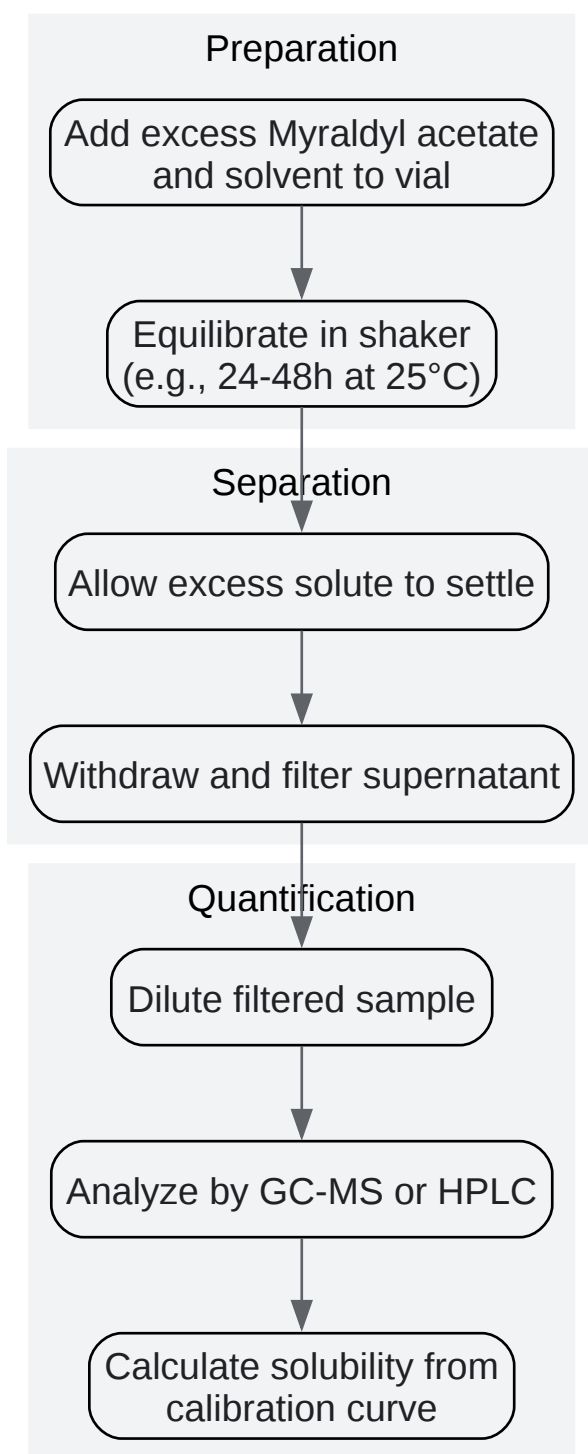 Preparation
Add excess Myraldyl acetate
and solvent to vial
Equilibrate in shaker
(e.g., 24-48h at 25°C)
Separation
Allow excess solute to settle
Withdraw and filter supernatant
Quantification
Dilute filtered sample
Analyze by GC-MS or HPLC
Calculate solubility from
calibration curve